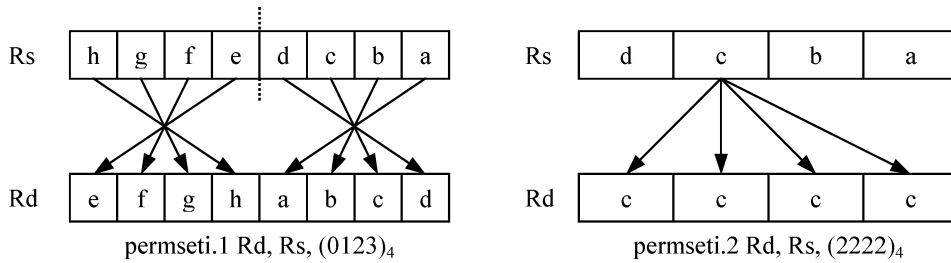 Rs h g f e d c b a
Rd e f g h a b c d
permseti.1 Rd, Rs, (0123)4
Rs d c b a
Rd c c c c
permseti.2 Rd, Rs, (2222)4